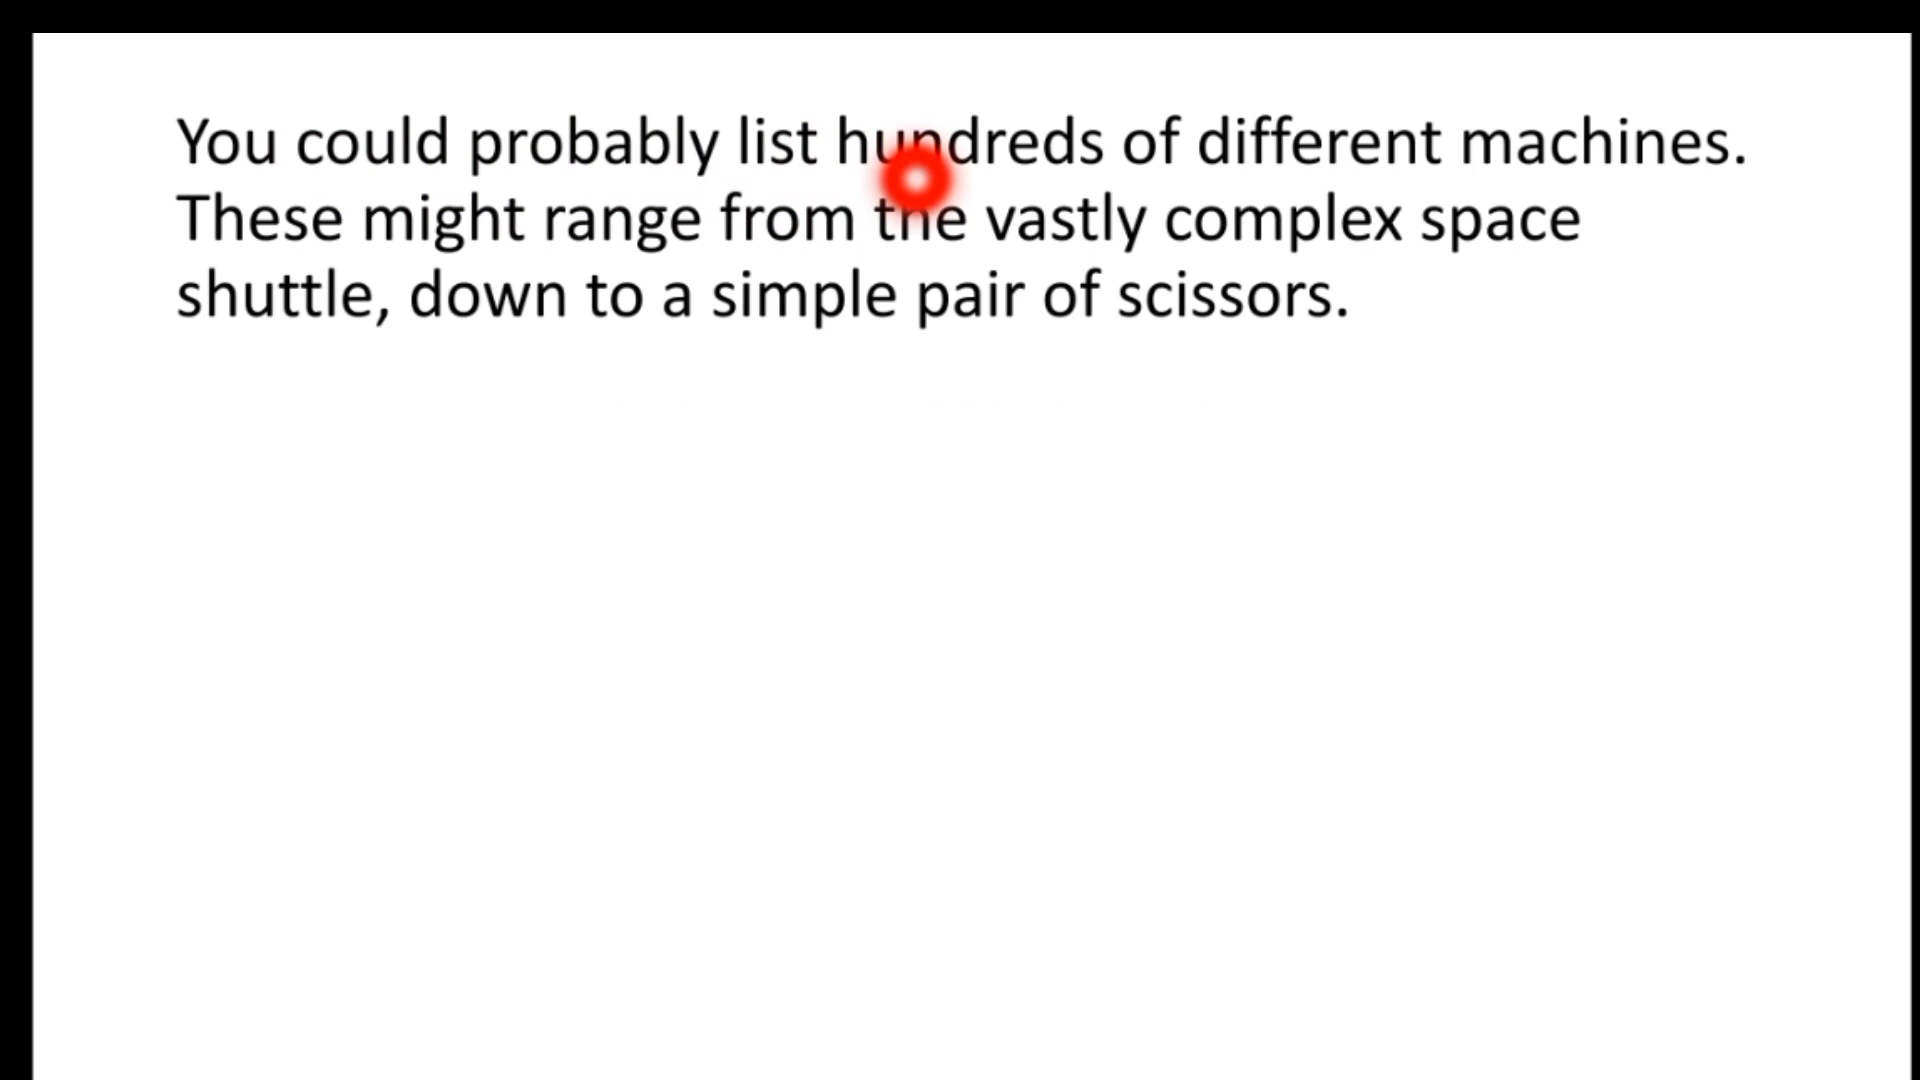 You could probably list hundreds of different machines.
These might range from the vastly complex space
shuttle, down to a simple pair of scissors.